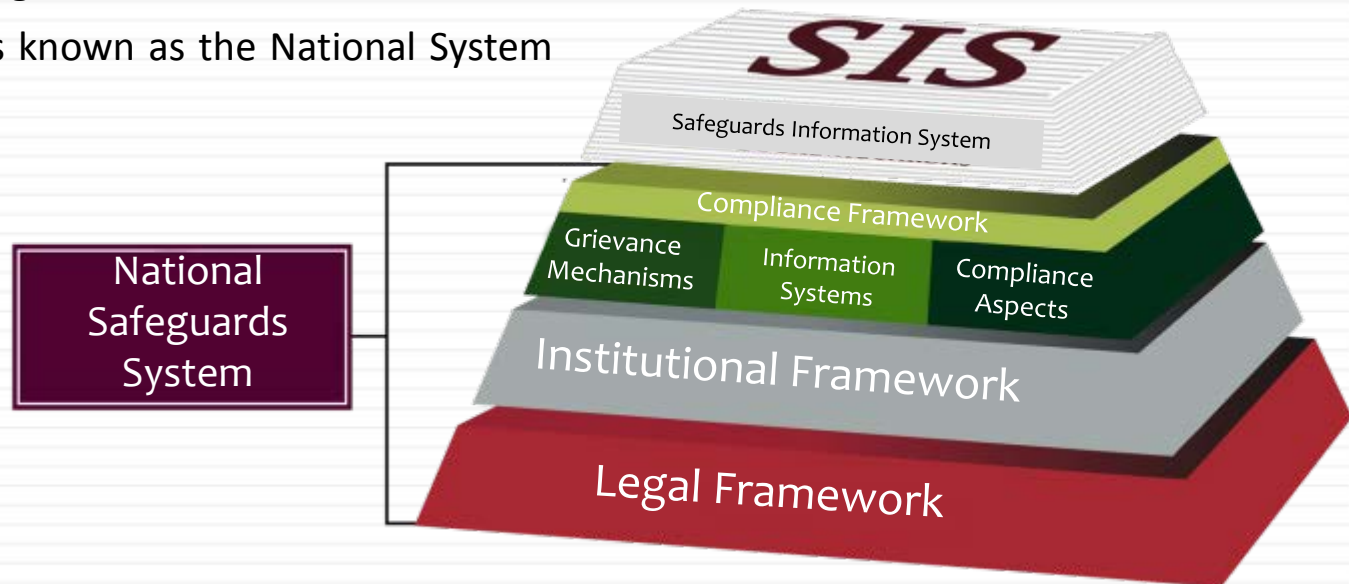 s known as the National System
SIS
Safeguards Information System
Compliance Framework
Grievance
Mechanisms
Information
Systems
Compliance
Aspects
National
Safeguards
System
Institutional Framework
Legal Framework